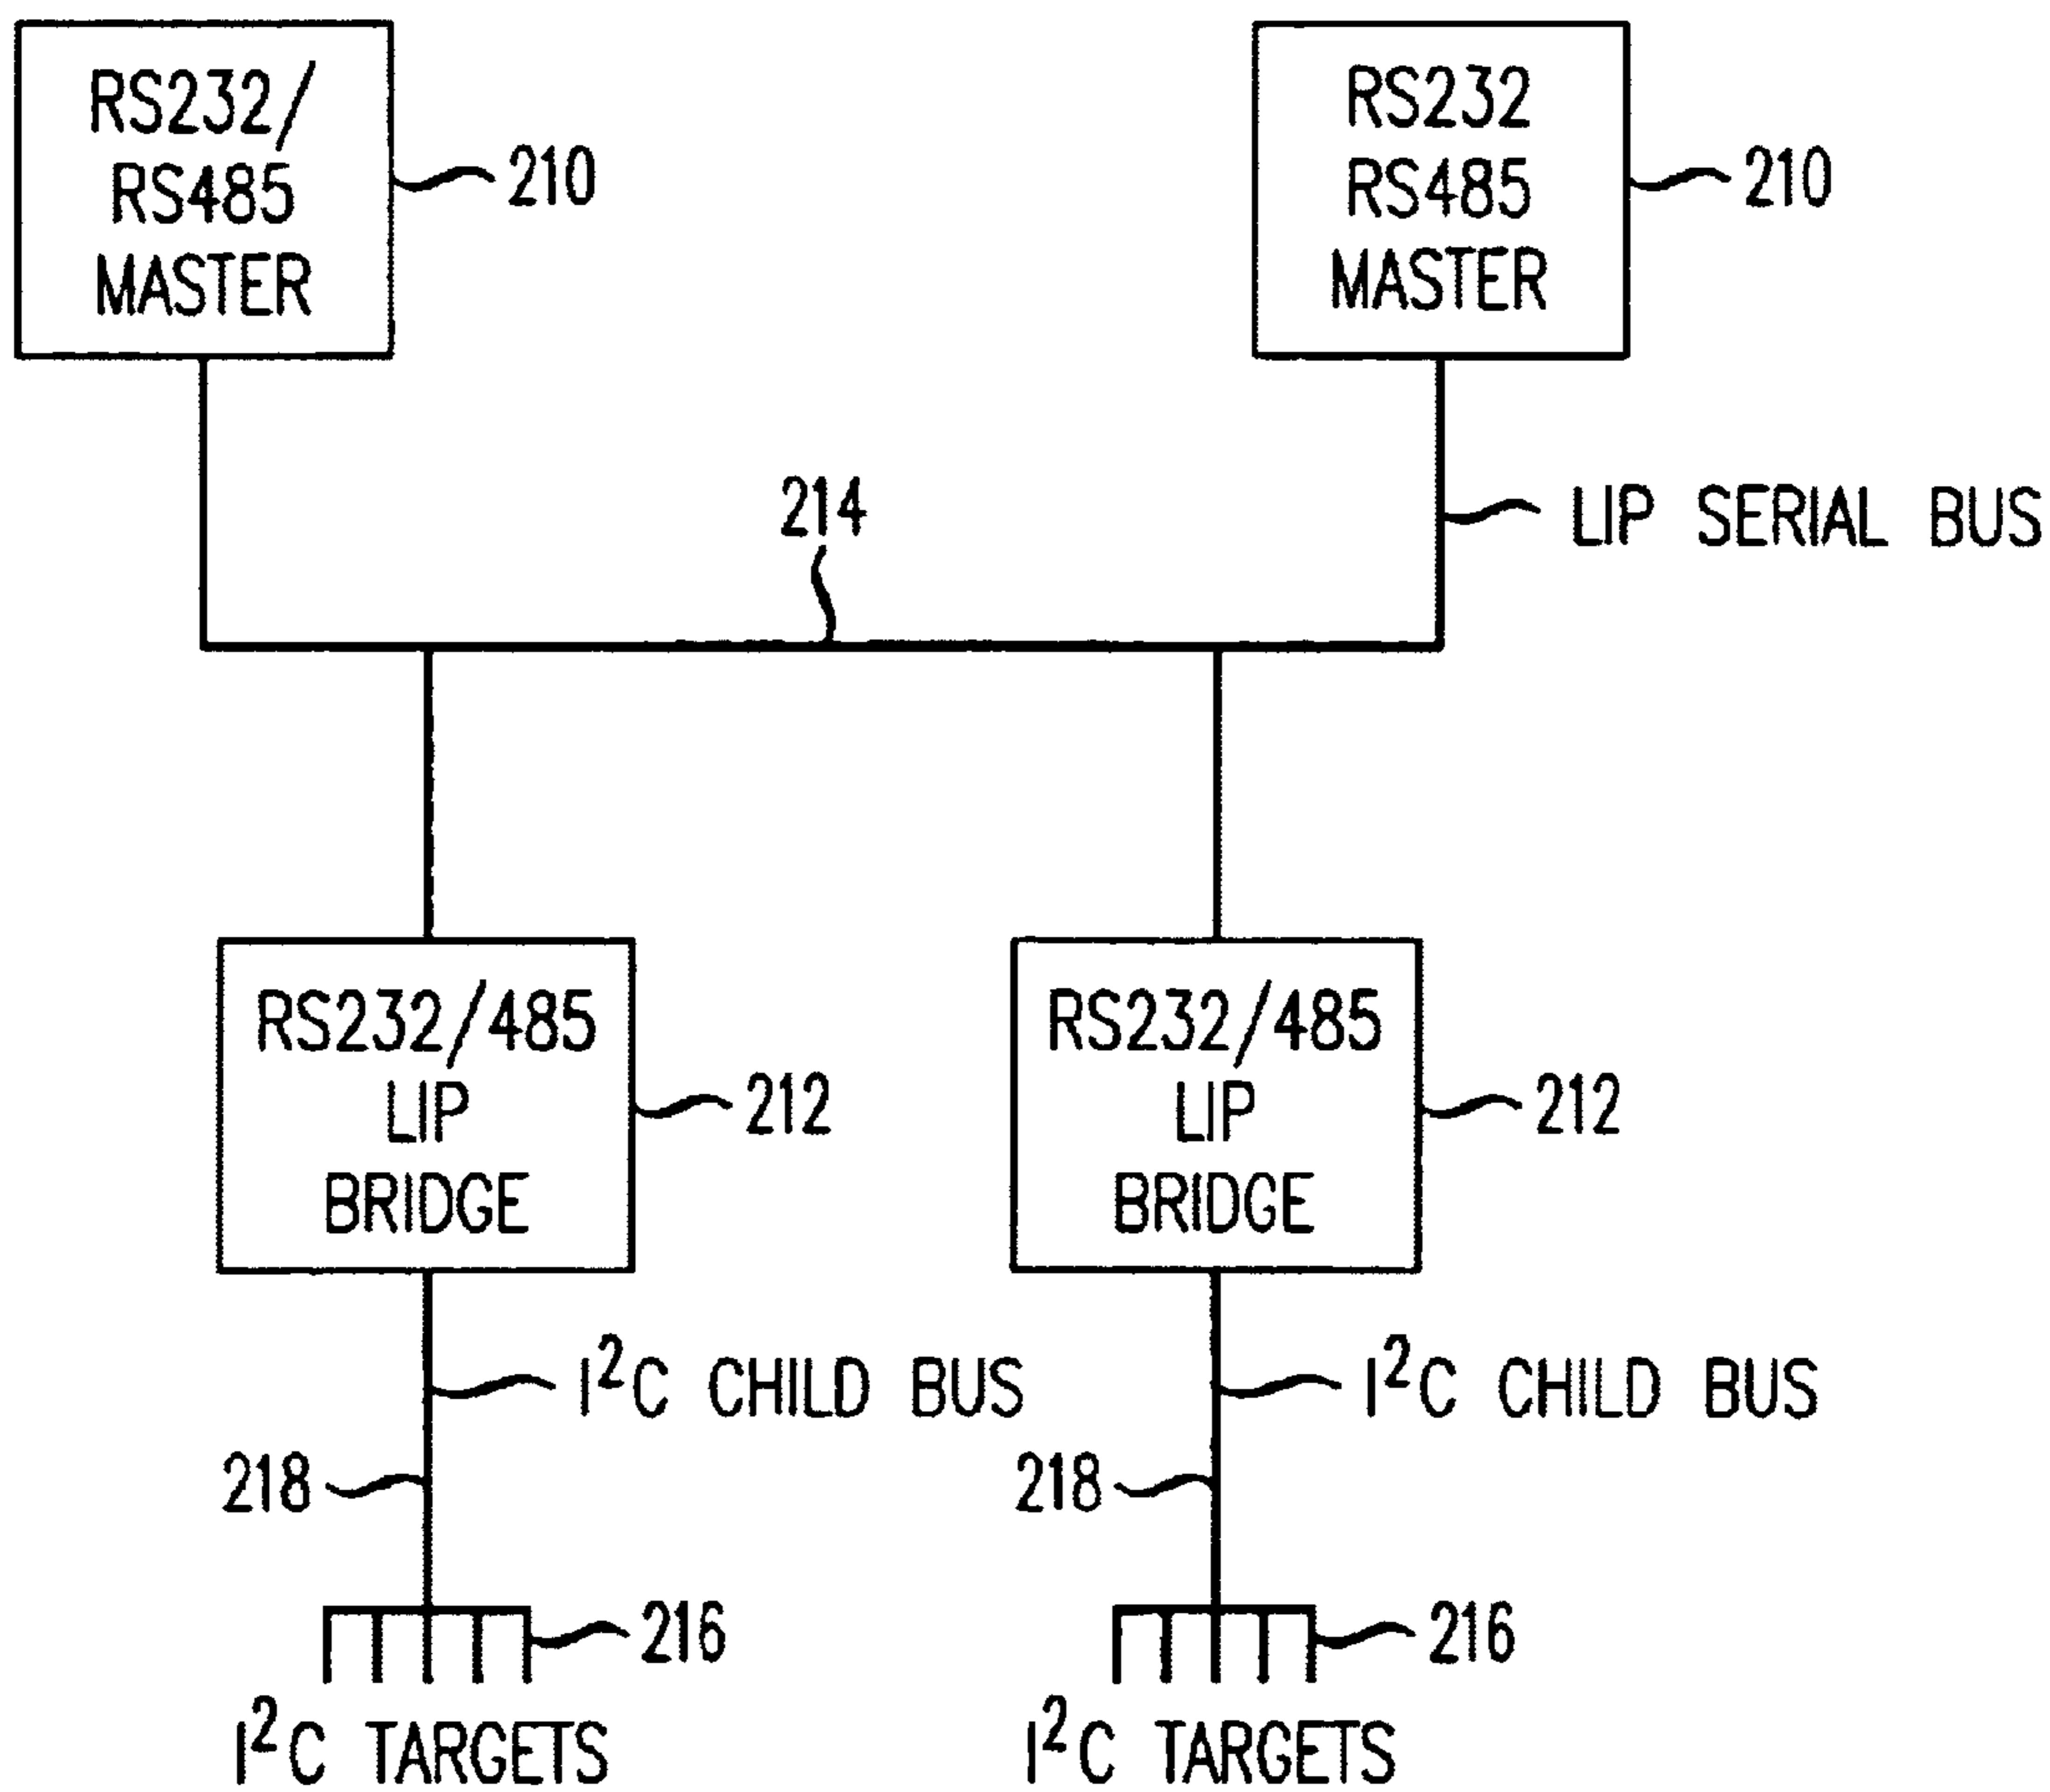 RS232/
RS485
MASTER
210
RS232
RS485
MASTER
210
LIP SERIAL BUS
214
RS232/485
LIP
BRIDGE
212
RS232/485
LIP
BRIDGE
212
I²C CHILD BUS
I²C CHILD BUS
218
218
216
216
I²C TARGETS
I²C TARGETS